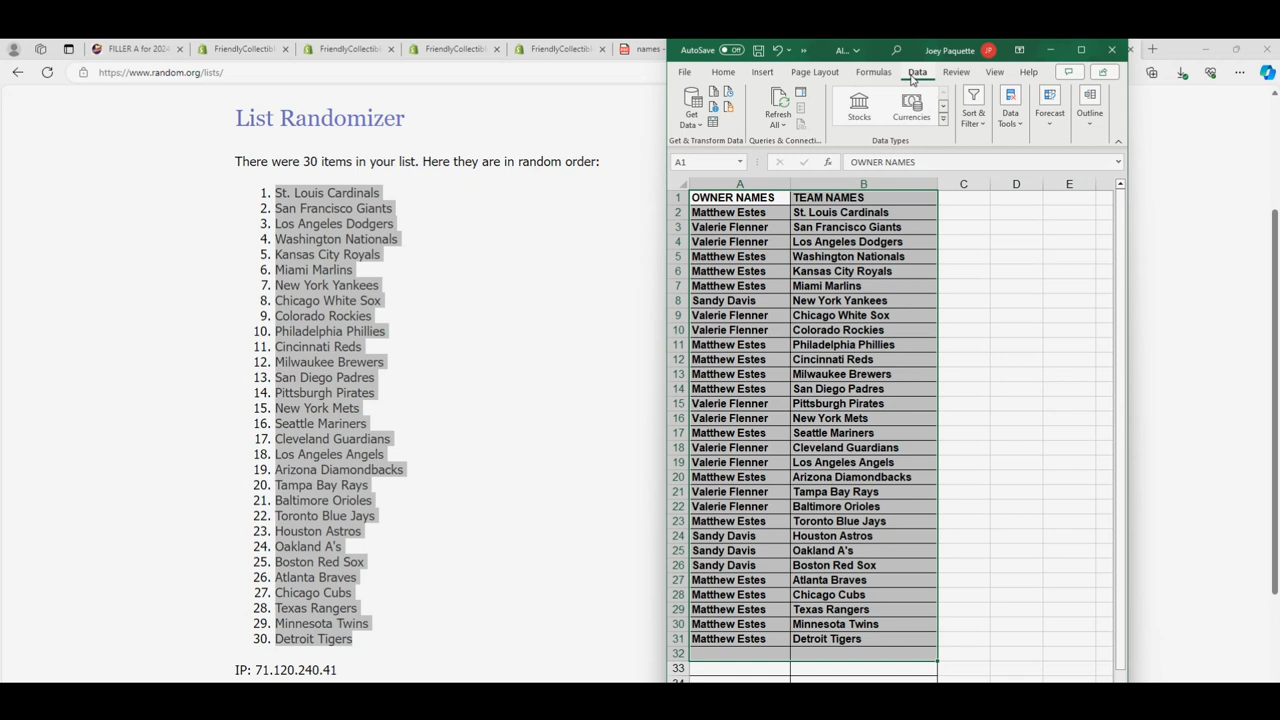 FILLER A for 2024
FriendlyCollectibl
FriendlyCollectibl
FriendlyCollectibl
FriendlyCollectibl
names -
https://www.random.org/lists/
List Randomizer
There were 30 items in your list. Here they are in random order:
1. St. Louis Cardinals
2. San Francisco Giants
3. Los Angeles Dodgers
4. Washington Nationals
5. Kansas City Royals
6. Miami Marlins
7. New York Yankees
8. Chicago White Sox
9. Colorado Rockies
10. Philadelphia Phillies
11. Cincinnati Reds
12. Milwaukee Brewers
13. San Diego Padres
14. Pittsburgh Pirates
15. New York Mets
16. Seattle Mariners
17. Cleveland Guardians
18. Los Angeles Angels
19. Arizona Diamondbacks
20. Tampa Bay Rays
21. Baltimore Orioles
22. Toronto Blue Jays
23. Houston Astros
24. Oakland A's
25. Boston Red Sox
26. Atlanta Braves
27. Chicago Cubs
28. Texas Rangers
29. Minnesota Twins
30. Detroit Tigers
IP: 71.120.240.41
AutoSave Off AL... Joey Paquette JP
File Home Insert Page Layout Formulas Data Review View Help
Get Data Refresh All Stocks Currencies Sort & Filter Data Tools Forecast Outline
Get & Transform Data Queries & Connecti... Data Types
A1 fx OWNER NAMES
A B C D E
1 OWNER NAMES TEAM NAMES
2 Matthew Estes St. Louis Cardinals
3 Valerie Flenner San Francisco Giants
4 Valerie Flenner Los Angeles Dodgers
5 Matthew Estes Washington Nationals
6 Matthew Estes Kansas City Royals
7 Matthew Estes Miami Marlins
8 Sandy Davis New York Yankees
9 Valerie Flenner Chicago White Sox
10 Valerie Flenner Colorado Rockies
11 Matthew Estes Philadelphia Phillies
12 Matthew Estes Cincinnati Reds
13 Matthew Estes Milwaukee Brewers
14 Matthew Estes San Diego Padres
15 Valerie Flenner Pittsburgh Pirates
16 Valerie Flenner New York Mets
17 Matthew Estes Seattle Mariners
18 Valerie Flenner Cleveland Guardians
19 Valerie Flenner Los Angeles Angels
20 Matthew Estes Arizona Diamondbacks
21 Valerie Flenner Tampa Bay Rays
22 Valerie Flenner Baltimore Orioles
23 Matthew Estes Toronto Blue Jays
24 Sandy Davis Houston Astros
25 Sandy Davis Oakland A's
26 Sandy Davis Boston Red Sox
27 Matthew Estes Atlanta Braves
28 Matthew Estes Chicago Cubs
29 Matthew Estes Texas Rangers
30 Matthew Estes Minnesota Twins
31 Matthew Estes Detroit Tigers
32
33